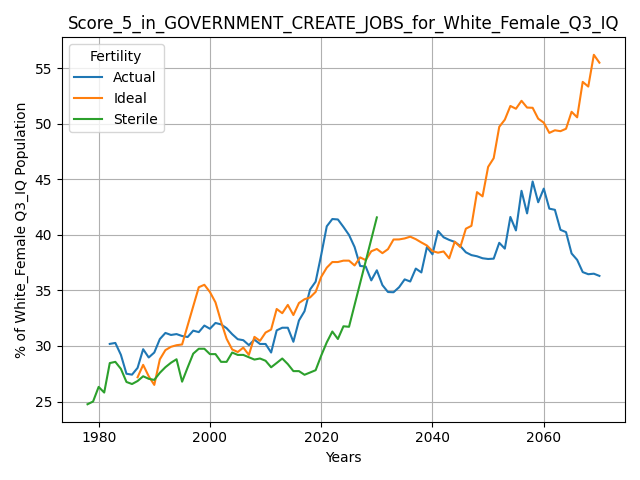 Score_5_in_GOVERNMENT_CREATE_JOBS_for_White_Female_Q3_IQ
Fertility
Actual
Ideal
Sterile
% of White_Female Q3_IQ Population
55
50
45
40
35
30
25
1980
2000
2020
2040
2060
Years